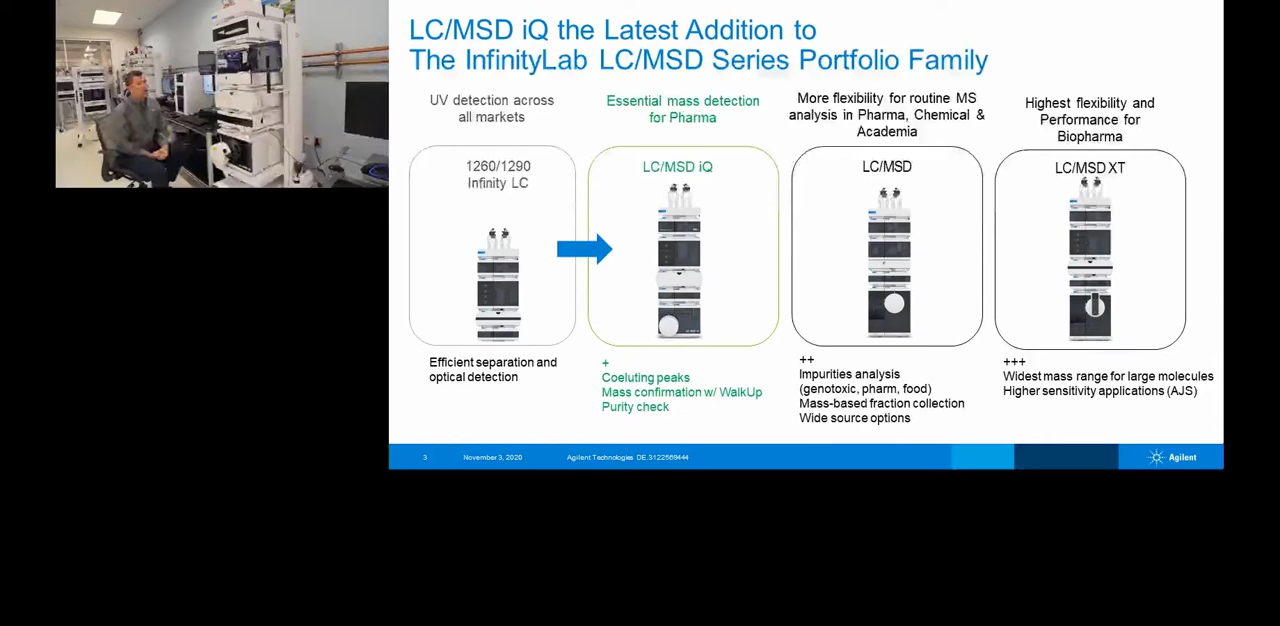 LC/MSD iQ the Latest Addition to
The InfinityLab LC/MSD Series Portfolio Family
UV detection across
all markets
1260/1290
Infinity LC
Efficient separation and
optical detection
Essential mass detection
for Pharma
LC/MSD iQ
+
Coeluting peaks
Mass confirmation w/ WalkUp
Purity check
More flexibility for routine MS
analysis in Pharma, Chemical &
Academia
LC/MSD
++
Impurities analysis
(genotoxic, pharm, food)
Mass-based fraction collection
Wide source options
Highest flexibility and
Performance for
Biopharma
LC/MSD XT
+++
Widest mass range for large molecules
Higher sensitivity applications (AJS)
3 November 3, 2020 Agilent Technologies DE.3122569444
Agilent